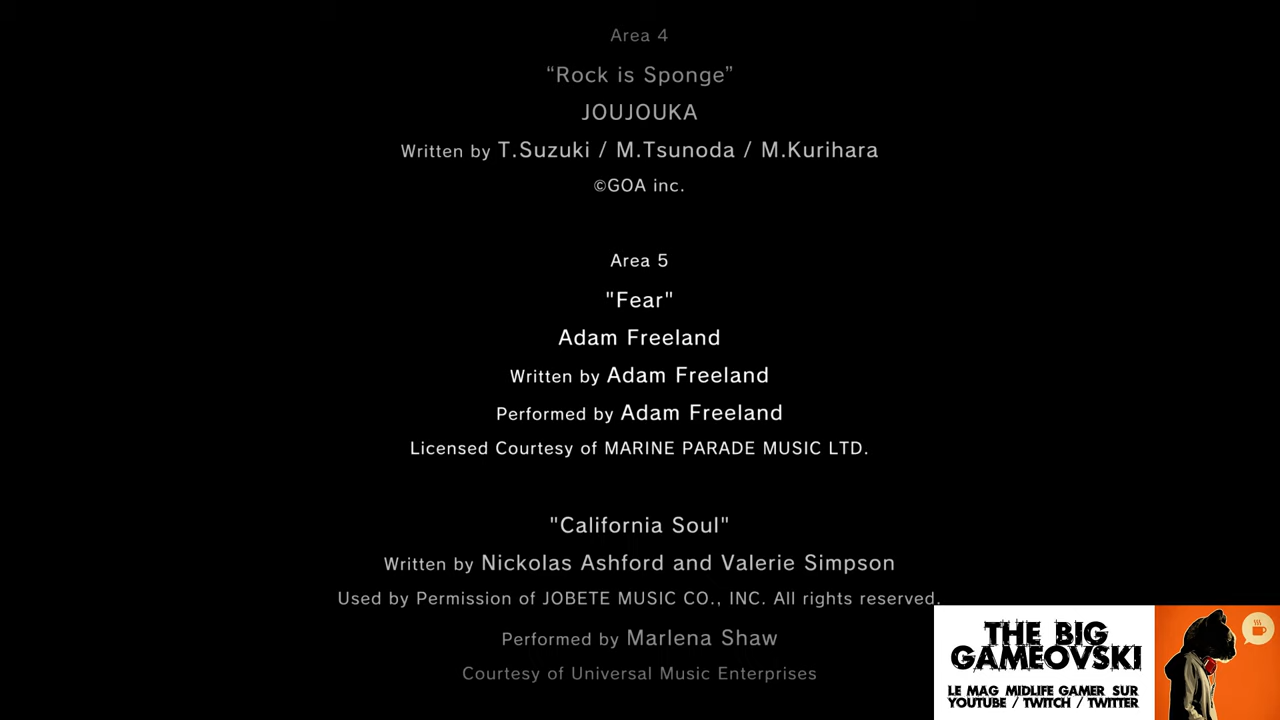 Area 4
“Rock is Sponge”
JOUJOUKA
Written by T.Suzuki / M.Tsunoda / M.Kurihara
©GOA inc.
Area 5
"Fear"
Adam Freeland
Written by Adam Freeland
Performed by Adam Freeland
Licensed Courtesy of MARINE PARADE MUSIC LTD.
"California Soul"
Written by Nickolas Ashford and Valerie Simpson
Used by Permission of JOBETE MUSIC CO., INC. All rights reserved.
Performed by Marlena Shaw
Courtesy of Universal Music Enterprises
THE BIG
GAMEOVSKI
LE MAG MIDLIFE GAMER SUR
YOUTUBE / TWITCH / TWITTER